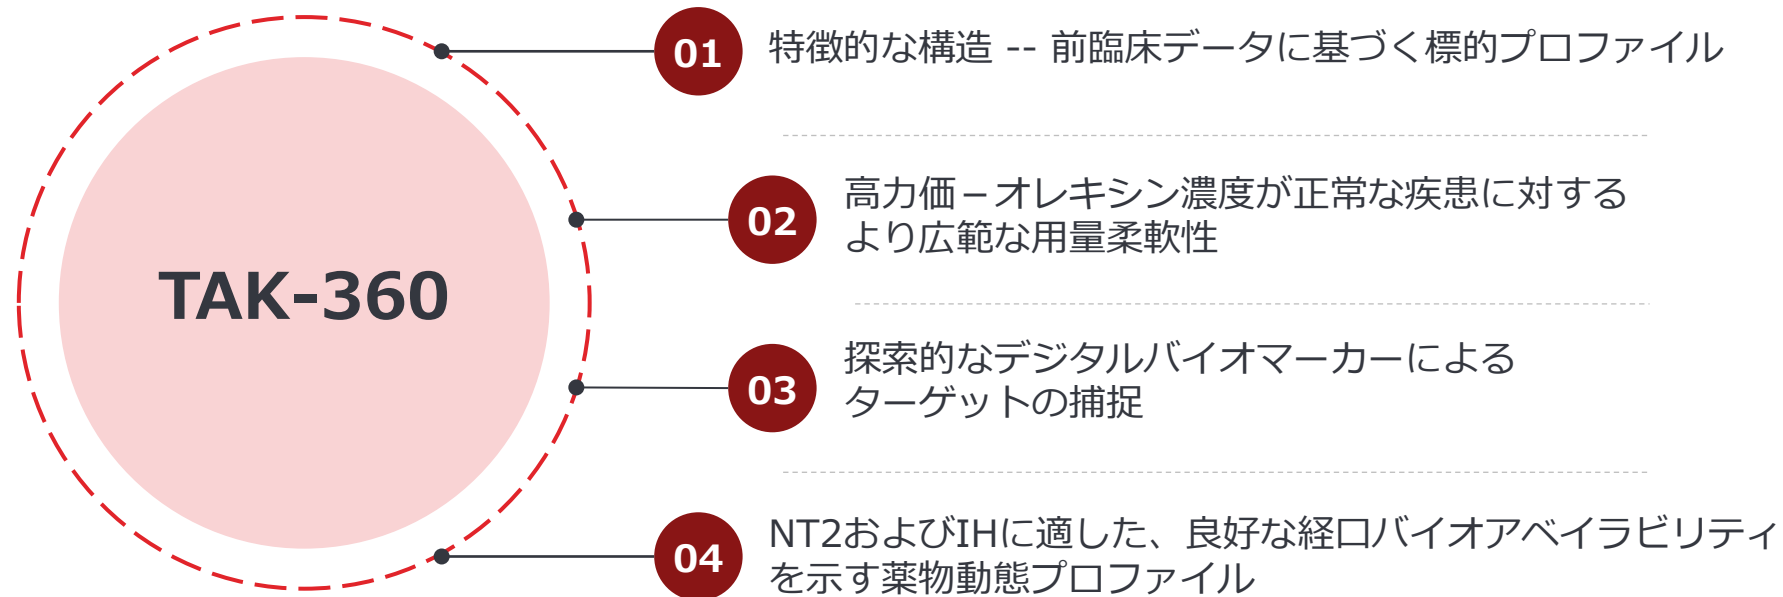 TAK-360
01
特徴的な構造 -- 前臨床データに基づく標的プロファイル
02
高力価 – オレキシン濃度が正常な疾患に対する
より広範な用量柔軟性
03
探索的なデジタルバイオマーカーによる
ターゲットの捕捉
04
NT2およびIHに適した、良好な経口バイオアベイラビリティ
を示す薬物動態プロファイル